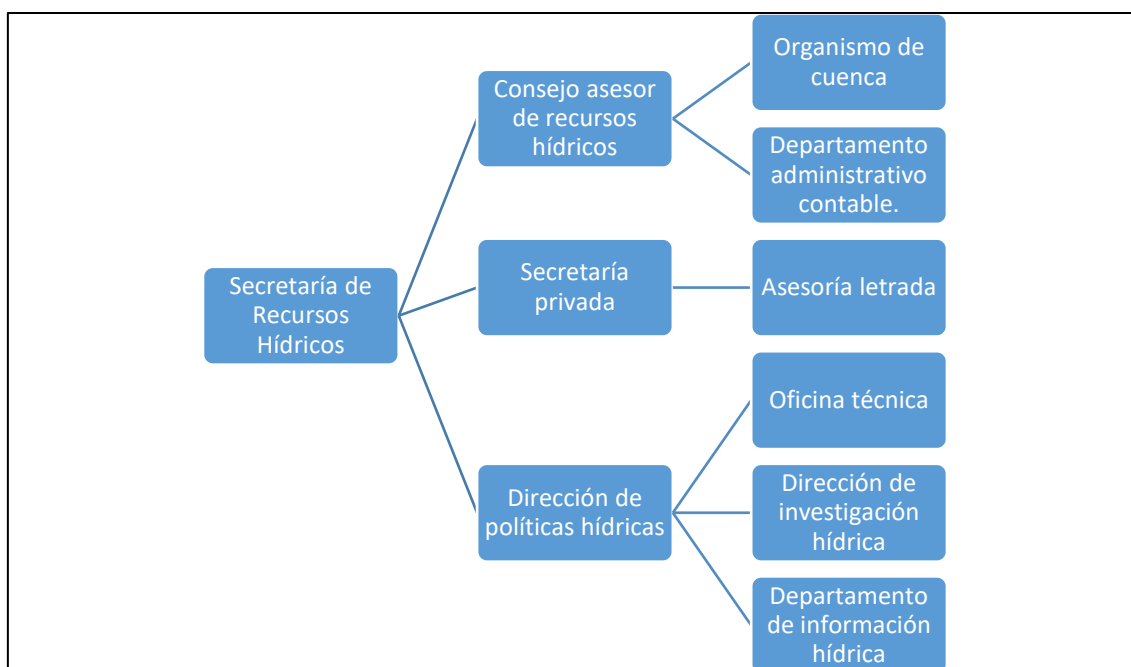 Secretaría de
Recursos
Hídricos
Consejo asesor
de recursos
hídricos
Organismo de
cuenca
Departamento
administrativo
contable.
Secretaría
privada
Asesoría letrada
Dirección de
políticas hídricas
Oficina técnica
Dirección de
investigación
hídrica
Departamento
de información
hídrica